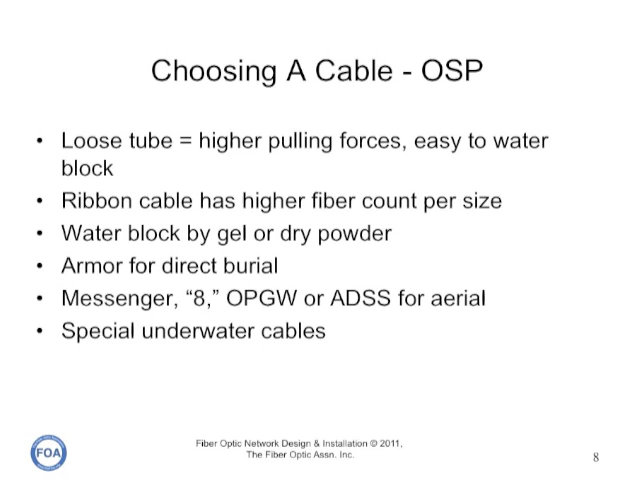 Choosing A Cable - OSP
• Loose tube = higher pulling forces, easy to water
block
• Ribbon cable has higher fiber count per size
• Water block by gel or dry powder
• Armor for direct burial
• Messenger, “8,” OPGW or ADSS for aerial
• Special underwater cables
FOA
Fiber Optic Network Design & Installation © 2011,
The Fiber Optic Assn. Inc.
8